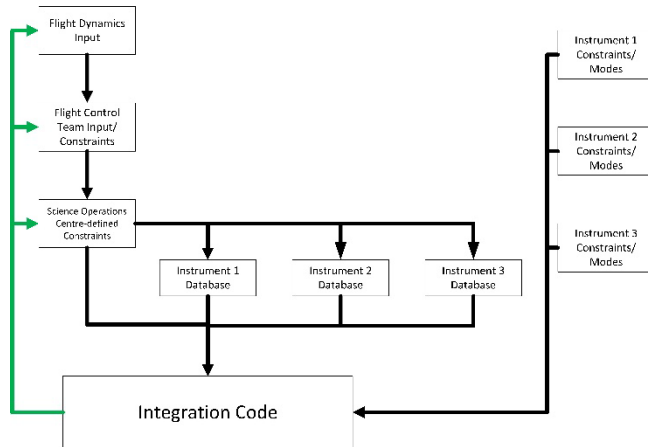 Flight Dynamics
Input
Instrument 1
Constraints/
Modes
Flight Control
Team Input/
Constraints
Instrument 2
Constraints/
Modes
Science Operations
Centre-defined
Constraints
Instrument 3
Constraints/
Modes
Instrument 1
Database
Instrument 2
Database
Instrument 3
Database
Integration Code